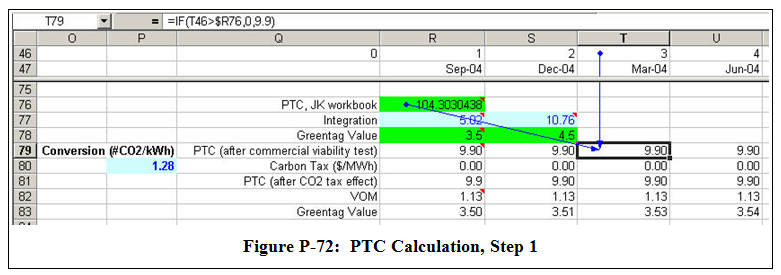 T79 = =IF(T46>$R76,0,9.9)
O P Q R S T U
46 0 1 2 3 4
47 Sep-04 Dec-04 Mar-04 Jun-04
75
76 PTC, JK workbook 104.3030438
77 Integration 5.02 10.76
78 Greentag Value 3.5 4.5
79 Conversion (#CO2/kWh) PTC (after commercial viability test) 9.90 9.90 9.90 9.90
80 1.28 Carbon Tax ($/MWh) 0.00 0.00 0.00 0.00
81 PTC (after CO2 tax effect) 9.9 9.90 9.90 9.90
82 VOM 1.13 1.13 1.13 1.13
83 Greentag Value 3.50 3.51 3.53 3.54
Figure P-72: PTC Calculation, Step 1